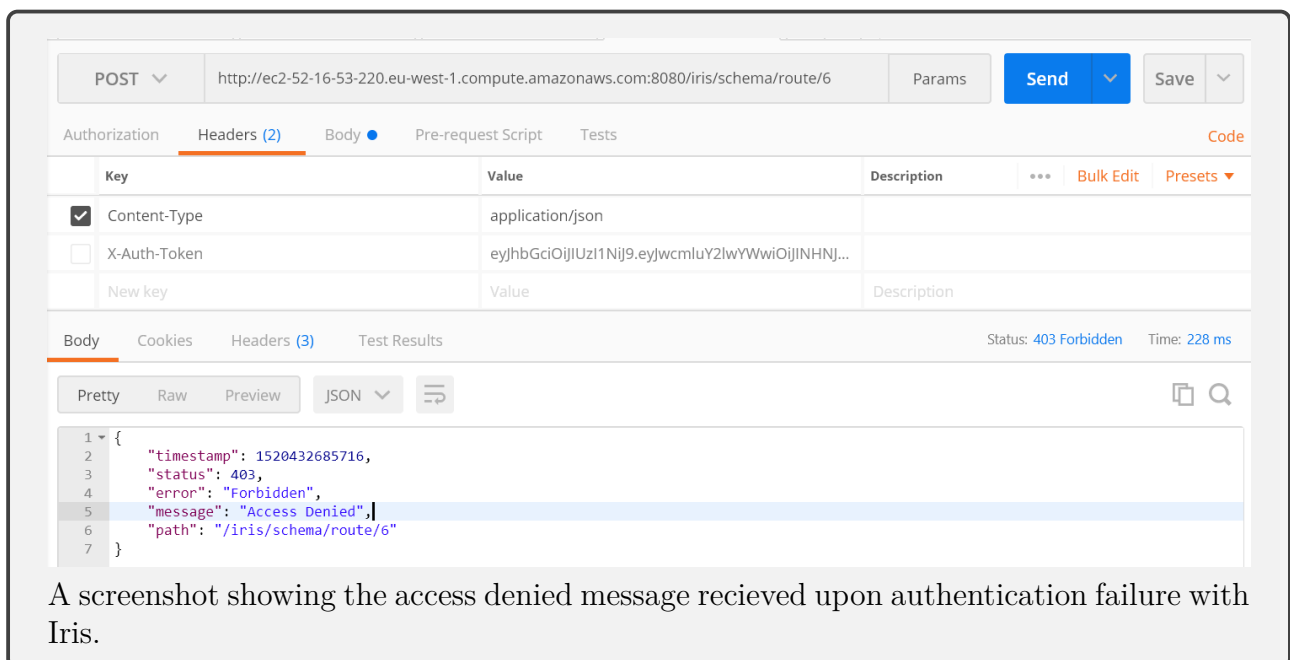 POST http://ec2-52-16-53-220.eu-west-1.compute.amazonaws.com:8080/iris/schema/route/6 Params Send Save
Authorization Headers (2) Body Pre-request Script Tests Code
Key Value Description ••• Bulk Edit Presets
Content-Type application/json
X-Auth-Token eyJhbGciOiJIUzI1NiJ9.eyJwcmluY2lwYWwiOiJINHNJ...
New key Value Description
Body Cookies Headers (3) Test Results Status: 403 Forbidden Time: 228 ms
Pretty Raw Preview JSON
1 {
2 "timestamp": 1520432685716,
3 "status": 403,
4 "error": "Forbidden",
5 "message": "Access Denied",
6 "path": "/iris/schema/route/6"
7 }
A screenshot showing the access denied message recieved upon authentication failure with
Iris.